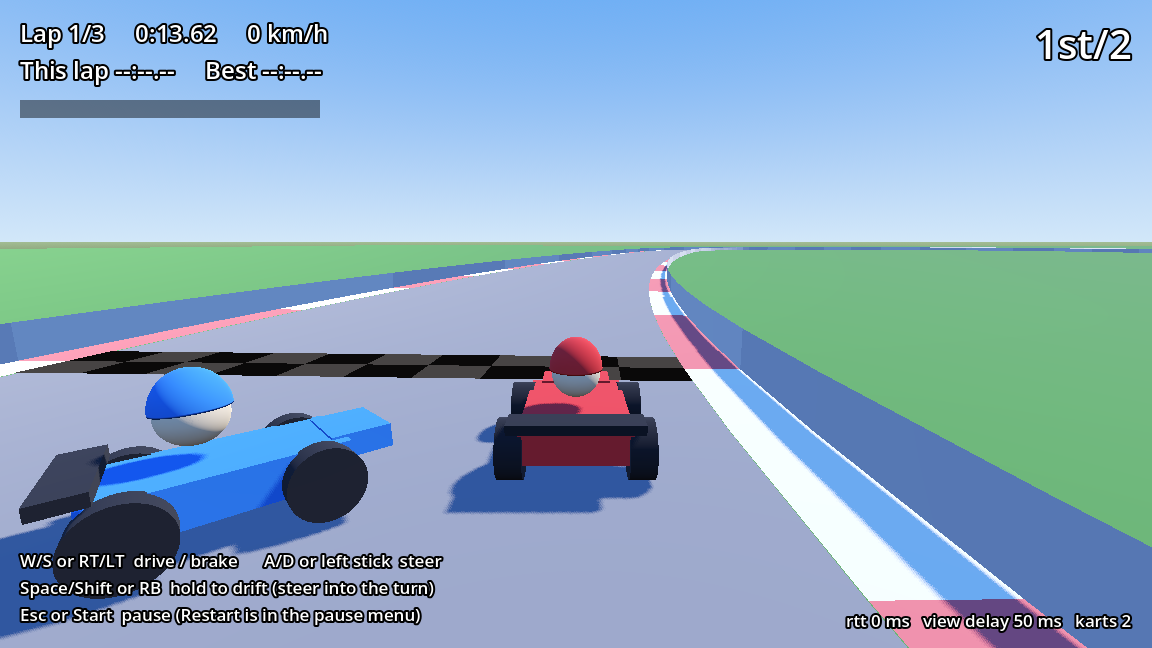 Lap 1/3 0:13.62 0 km/h
1st/2
This lap --:--.-- Best --:--.--
W/S or RT/LT drive / brake A/D or left stick steer
Space/Shift or RB hold to drift (steer into the turn)
Esc or Start pause (Restart is in the pause menu)
rtt 0 ms view delay 50 ms karts 2